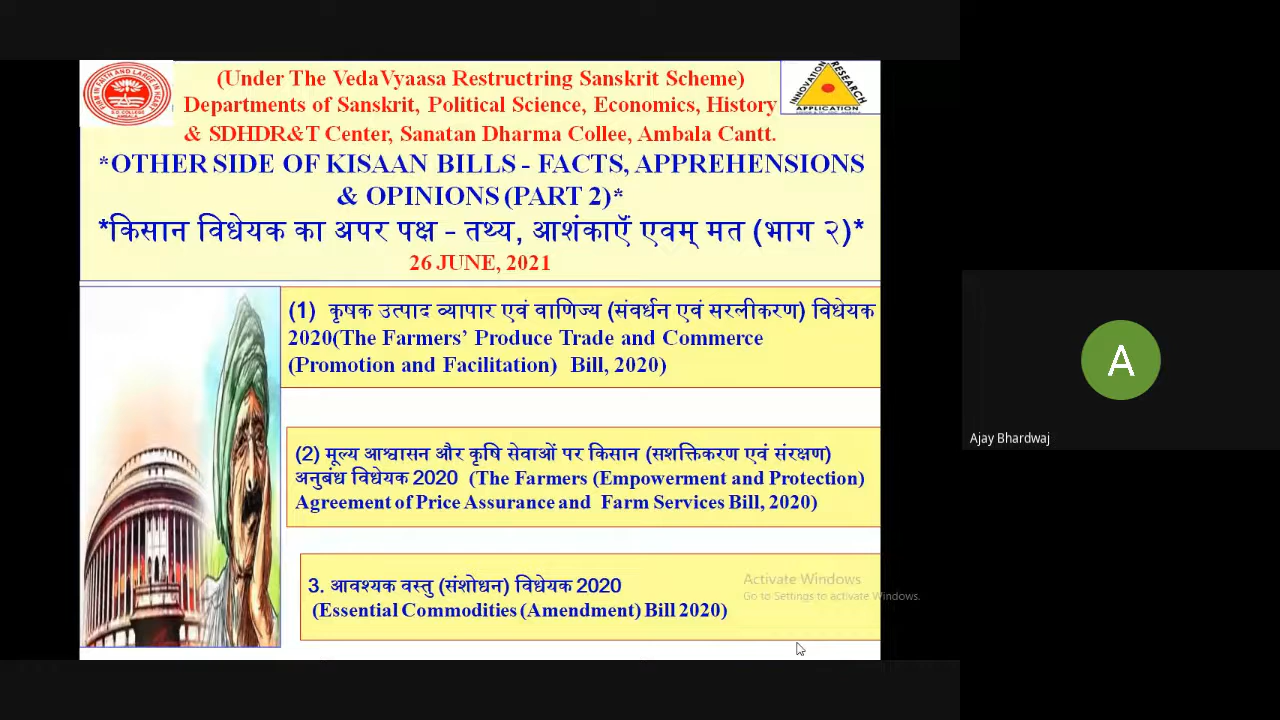 (Under The VedaVyaasa Restructring Sanskrit Scheme)
Departments of Sanskrit, Political Science, Economics, History
& SDHDR&T Center, Sanatan Dharma Collee, Ambala Cantt.
*OTHER SIDE OF KISAAN BILLS - FACTS, APPREHENSIONS
& OPINIONS (PART 2)*
*किसान विधेयक का अपर पक्ष - तथ्य, आशंकाएँ एवम् मत (भाग २)*
26 JUNE, 2021
INNOVATION
RESEARCH
APPLICATION
(1) कृषक उत्पाद व्यापार एवं वाणिज्य (संवर्धन एवं सरलीकरण) विधेयक
2020(The Farmers’ Produce Trade and Commerce
(Promotion and Facilitation) Bill, 2020)
(2) मूल्य आश्वासन और कृषि सेवाओं पर किसान (सशक्तिकरण एवं संरक्षण)
अनुबंध विधेयक 2020 (The Farmers (Empowerment and Protection)
Agreement of Price Assurance and Farm Services Bill, 2020)
3. आवश्यक वस्तु (संशोधन) विधेयक 2020
(Essential Commodities (Amendment) Bill 2020)
Activate Windows
Go to Settings to activate Windows.
A
Ajay Bhardwaj